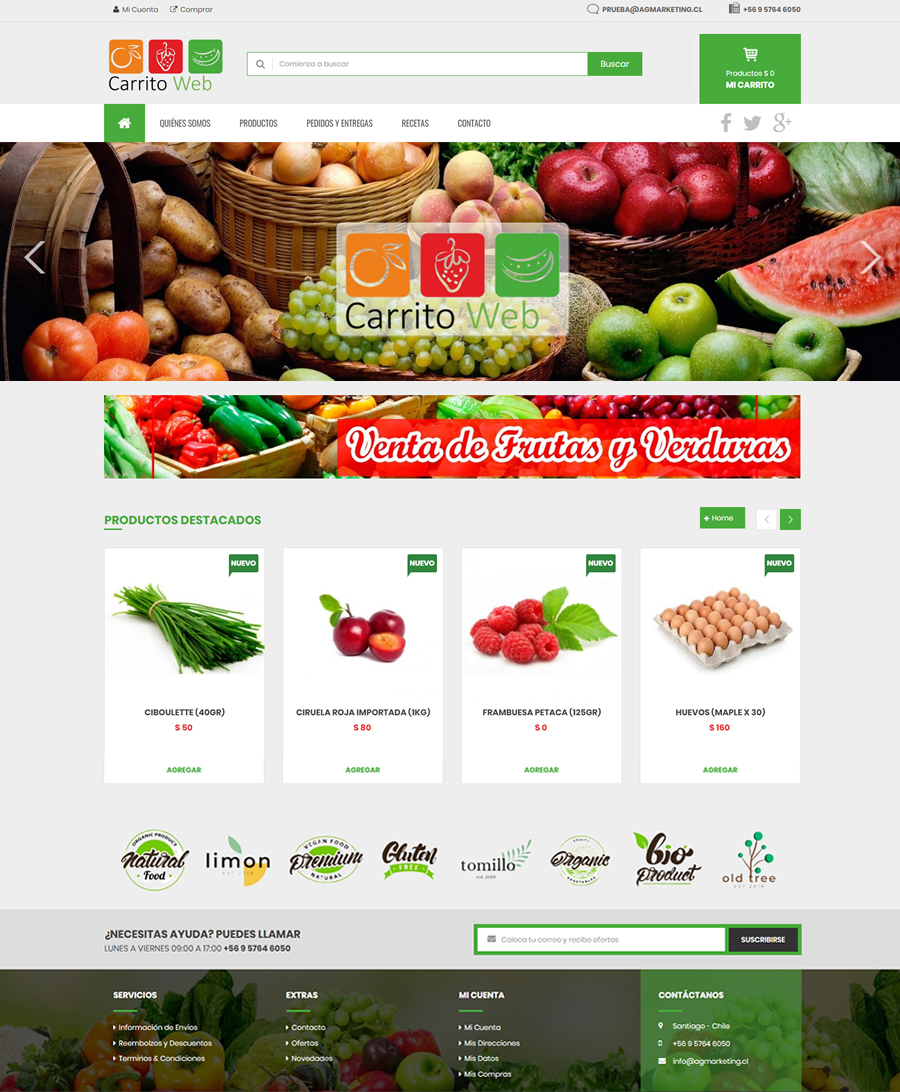 Mi Cuenta
Comprar
PRUEBA@AGMARKETING.CL
+56 9 5764 6050
Carrito Web
Comienzo a buscar
Buscar
Productos $ 0
MI CARRITO
QUIÉNES SOMOS
PRODUCTOS
PEDIDOS Y ENTREGAS
RECETAS
CONTACTO
Carrito Web
Venta de Frutas y Verduras
PRODUCTOS DESTACADOS
+ Home
NUEVO
NUEVO
NUEVO
NUEVO
CIBOULETTE (40GR)
$ 50
AGREGAR
CIRUELA ROJA IMPORTADA (1KG)
$ 80
AGREGAR
FRAMBUESA PETACA (125GR)
$ 0
AGREGAR
HUEVOS (MAPLE X 30)
$ 160
AGREGAR
ORGANIC PRODUCT
Natural
Food
limon
VIGEN FOOD
Premium
NATURAL
Gluten
FREE
tomillo
est 2019
Organic
VEGETABLES
bio
product
old tree
EST 2019
¿NECESITAS AYUDA? PUEDES LLAMAR
LUNES A VIERNES 09:00 A 17:00 +56 9 5764 6050
Coloca tu correo y recibe ofertas
SUSCRIBIRSE
SERVICIOS
Información de Envíos
Reembolzos y Descuentos
Terminos & Condiciones
EXTRAS
Contacto
Ofertas
Novedades
MI CUENTA
Mi Cuenta
Mis Direcciones
Mis Datos
Mis Compras
CONTÁCTANOS
Santiago - Chile
+56 9 5764 6050
info@agmarketing.cl